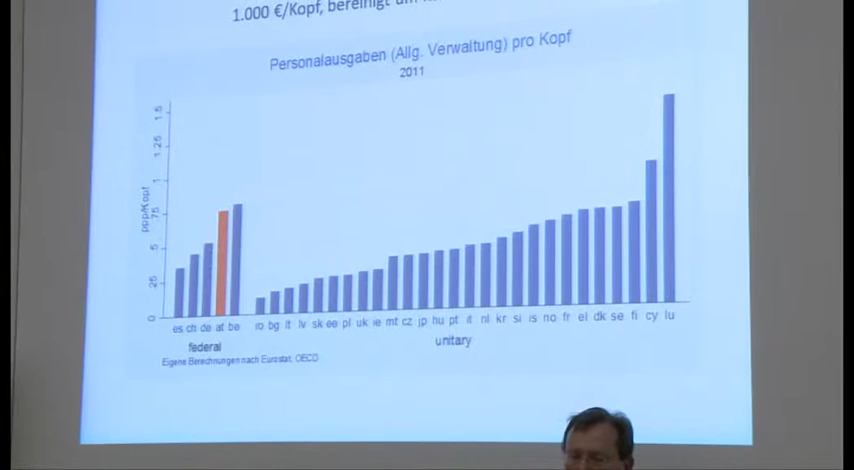 1.000 €/Kopf, bereinigt um
Personalausgaben (Allg. Verwaltung) pro Kopf
2011
ppp/Kopf
0 .25 .5 .75 1 1.25 1.5
es ch de at be ro bg lt lv sk ee pl uk ie mt cz jp hu pt it nl kr si is no fr el dk se fi cy lu
federal unitary
Eigene Berechnungen nach Eurostat, OECD